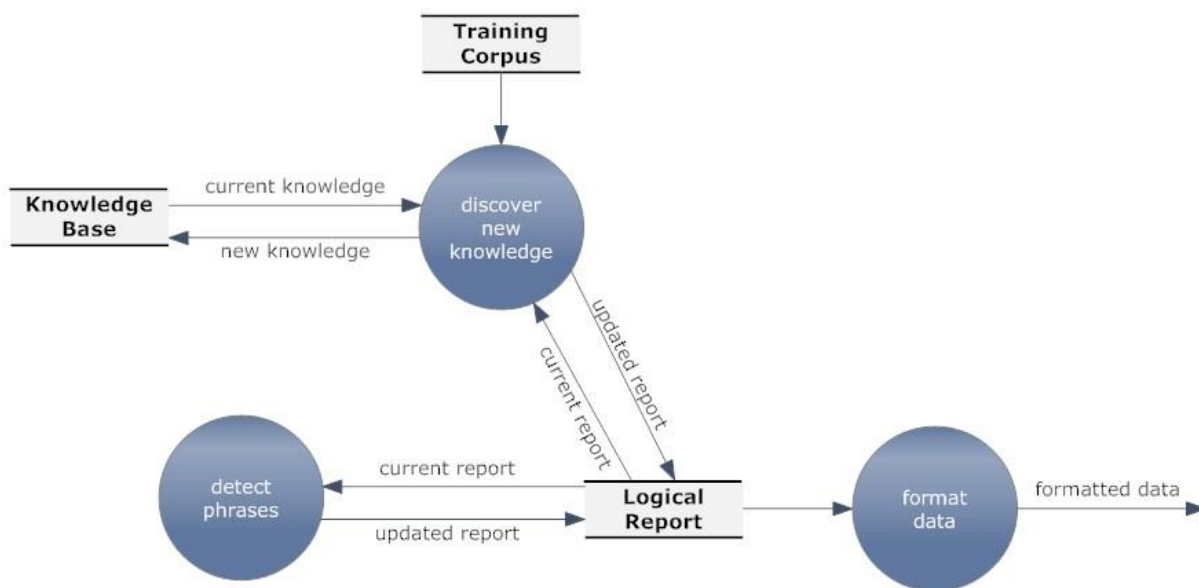 Training
Corpus
current knowledge
Knowledge
Base
new knowledge
discover
new
knowledge
updated report
current report
detect
phrases
current report
updated report
Logical
Report
format
data
formatted data